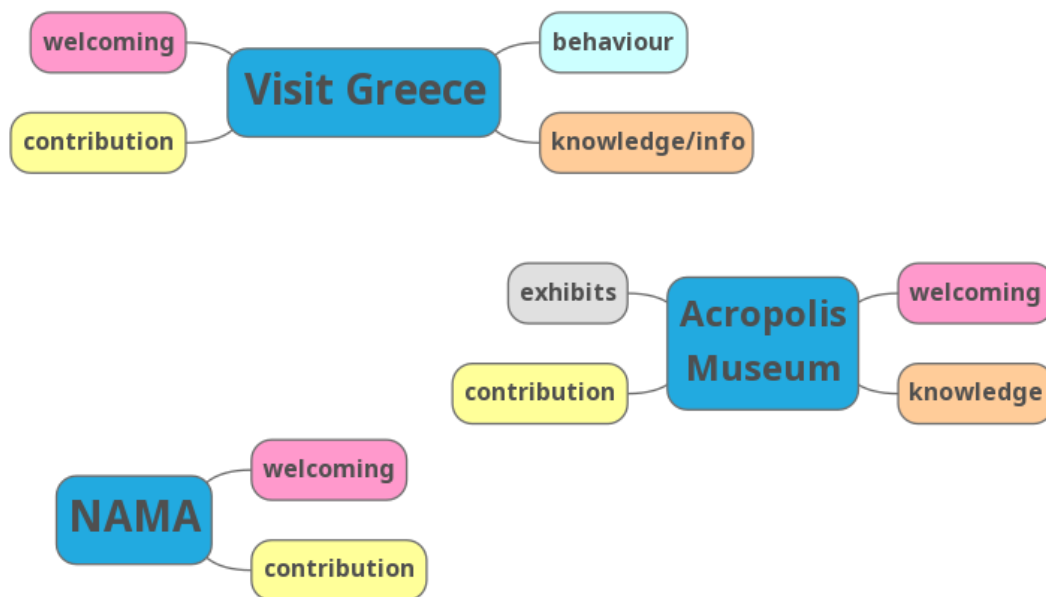 welcoming
behaviour
Visit Greece
contribution
knowledge/info
exhibits
Acropolis
Museum
welcoming
contribution
knowledge
welcoming
NAMA
contribution